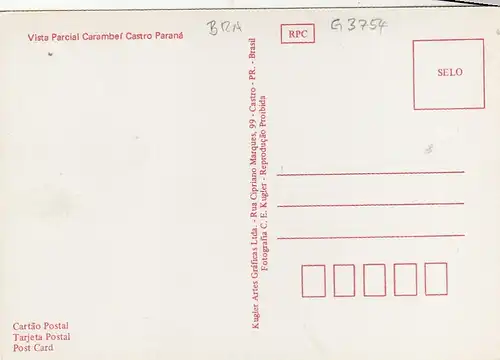 Vista Parcial Carambeí Castro Paraná
BRA
G3754
RPC
SELO
Kugler Artes Gráficas Ltda. - Rua Cipriano Marques, 99 - Castro - PR. - Brasil
Fotografia C. E. Kugler - Reprodução Proibida
Cartão Postal
Tarjeta Postal
Post Card